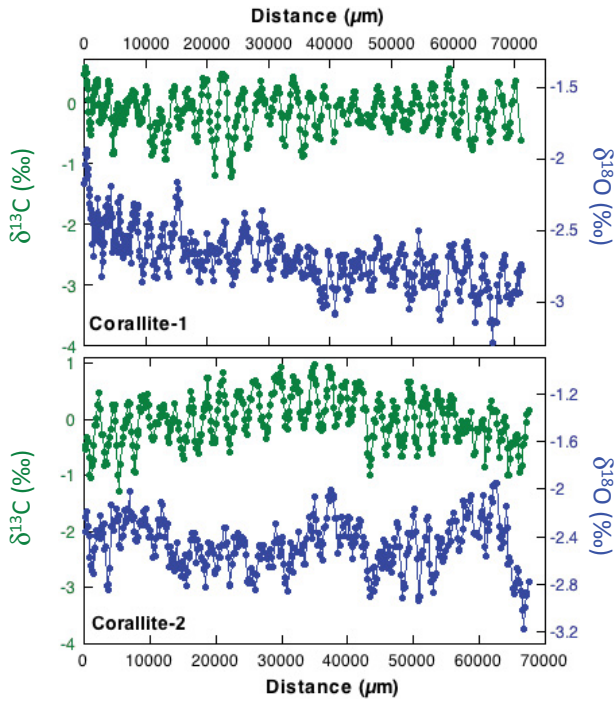 Distance (µm)
0 10000 20000 30000 40000 50000 60000 70000
0
-1
-2
-3
-4
δ¹³C (‰)
-1.5
-2
-2.5
-3
δ¹⁸O (‰)
Corallite-1
1
0
-1
-2
-3
-4
δ¹³C (‰)
-1.2
-1.6
-2
-2.4
-2.8
-3.2
δ¹⁸O (‰)
Corallite-2
0 10000 20000 30000 40000 50000 60000 70000
Distance (µm)